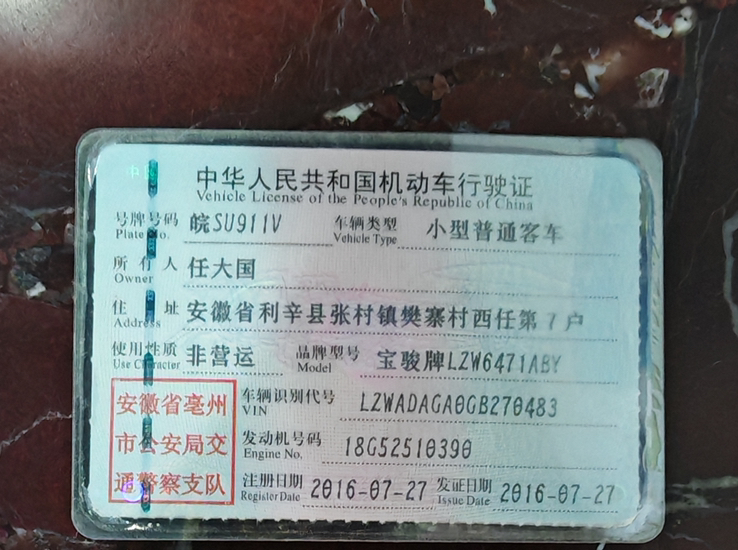 中华人民共和国机动车行驶证
Vehicle License of the People's Republic of China
号牌号码 皖SU911V 车辆类型 小型普通客车
Plate No. Vehicle Type
所有人 任大国
Owner
住址 安徽省利辛县张村镇樊寨村西任第7户
Address
使用性质 非营运 品牌型号 宝骏牌LZW6471ABY
Use Character Model
安徽省亳州 车辆识别代号 LZWADAGA0GB270483
VIN
市公安局交 发动机号码 18G52510390
Engine No.
通警察支队 注册日期 2016-07-27 发证日期 2016-07-27
Register Date Issue Date